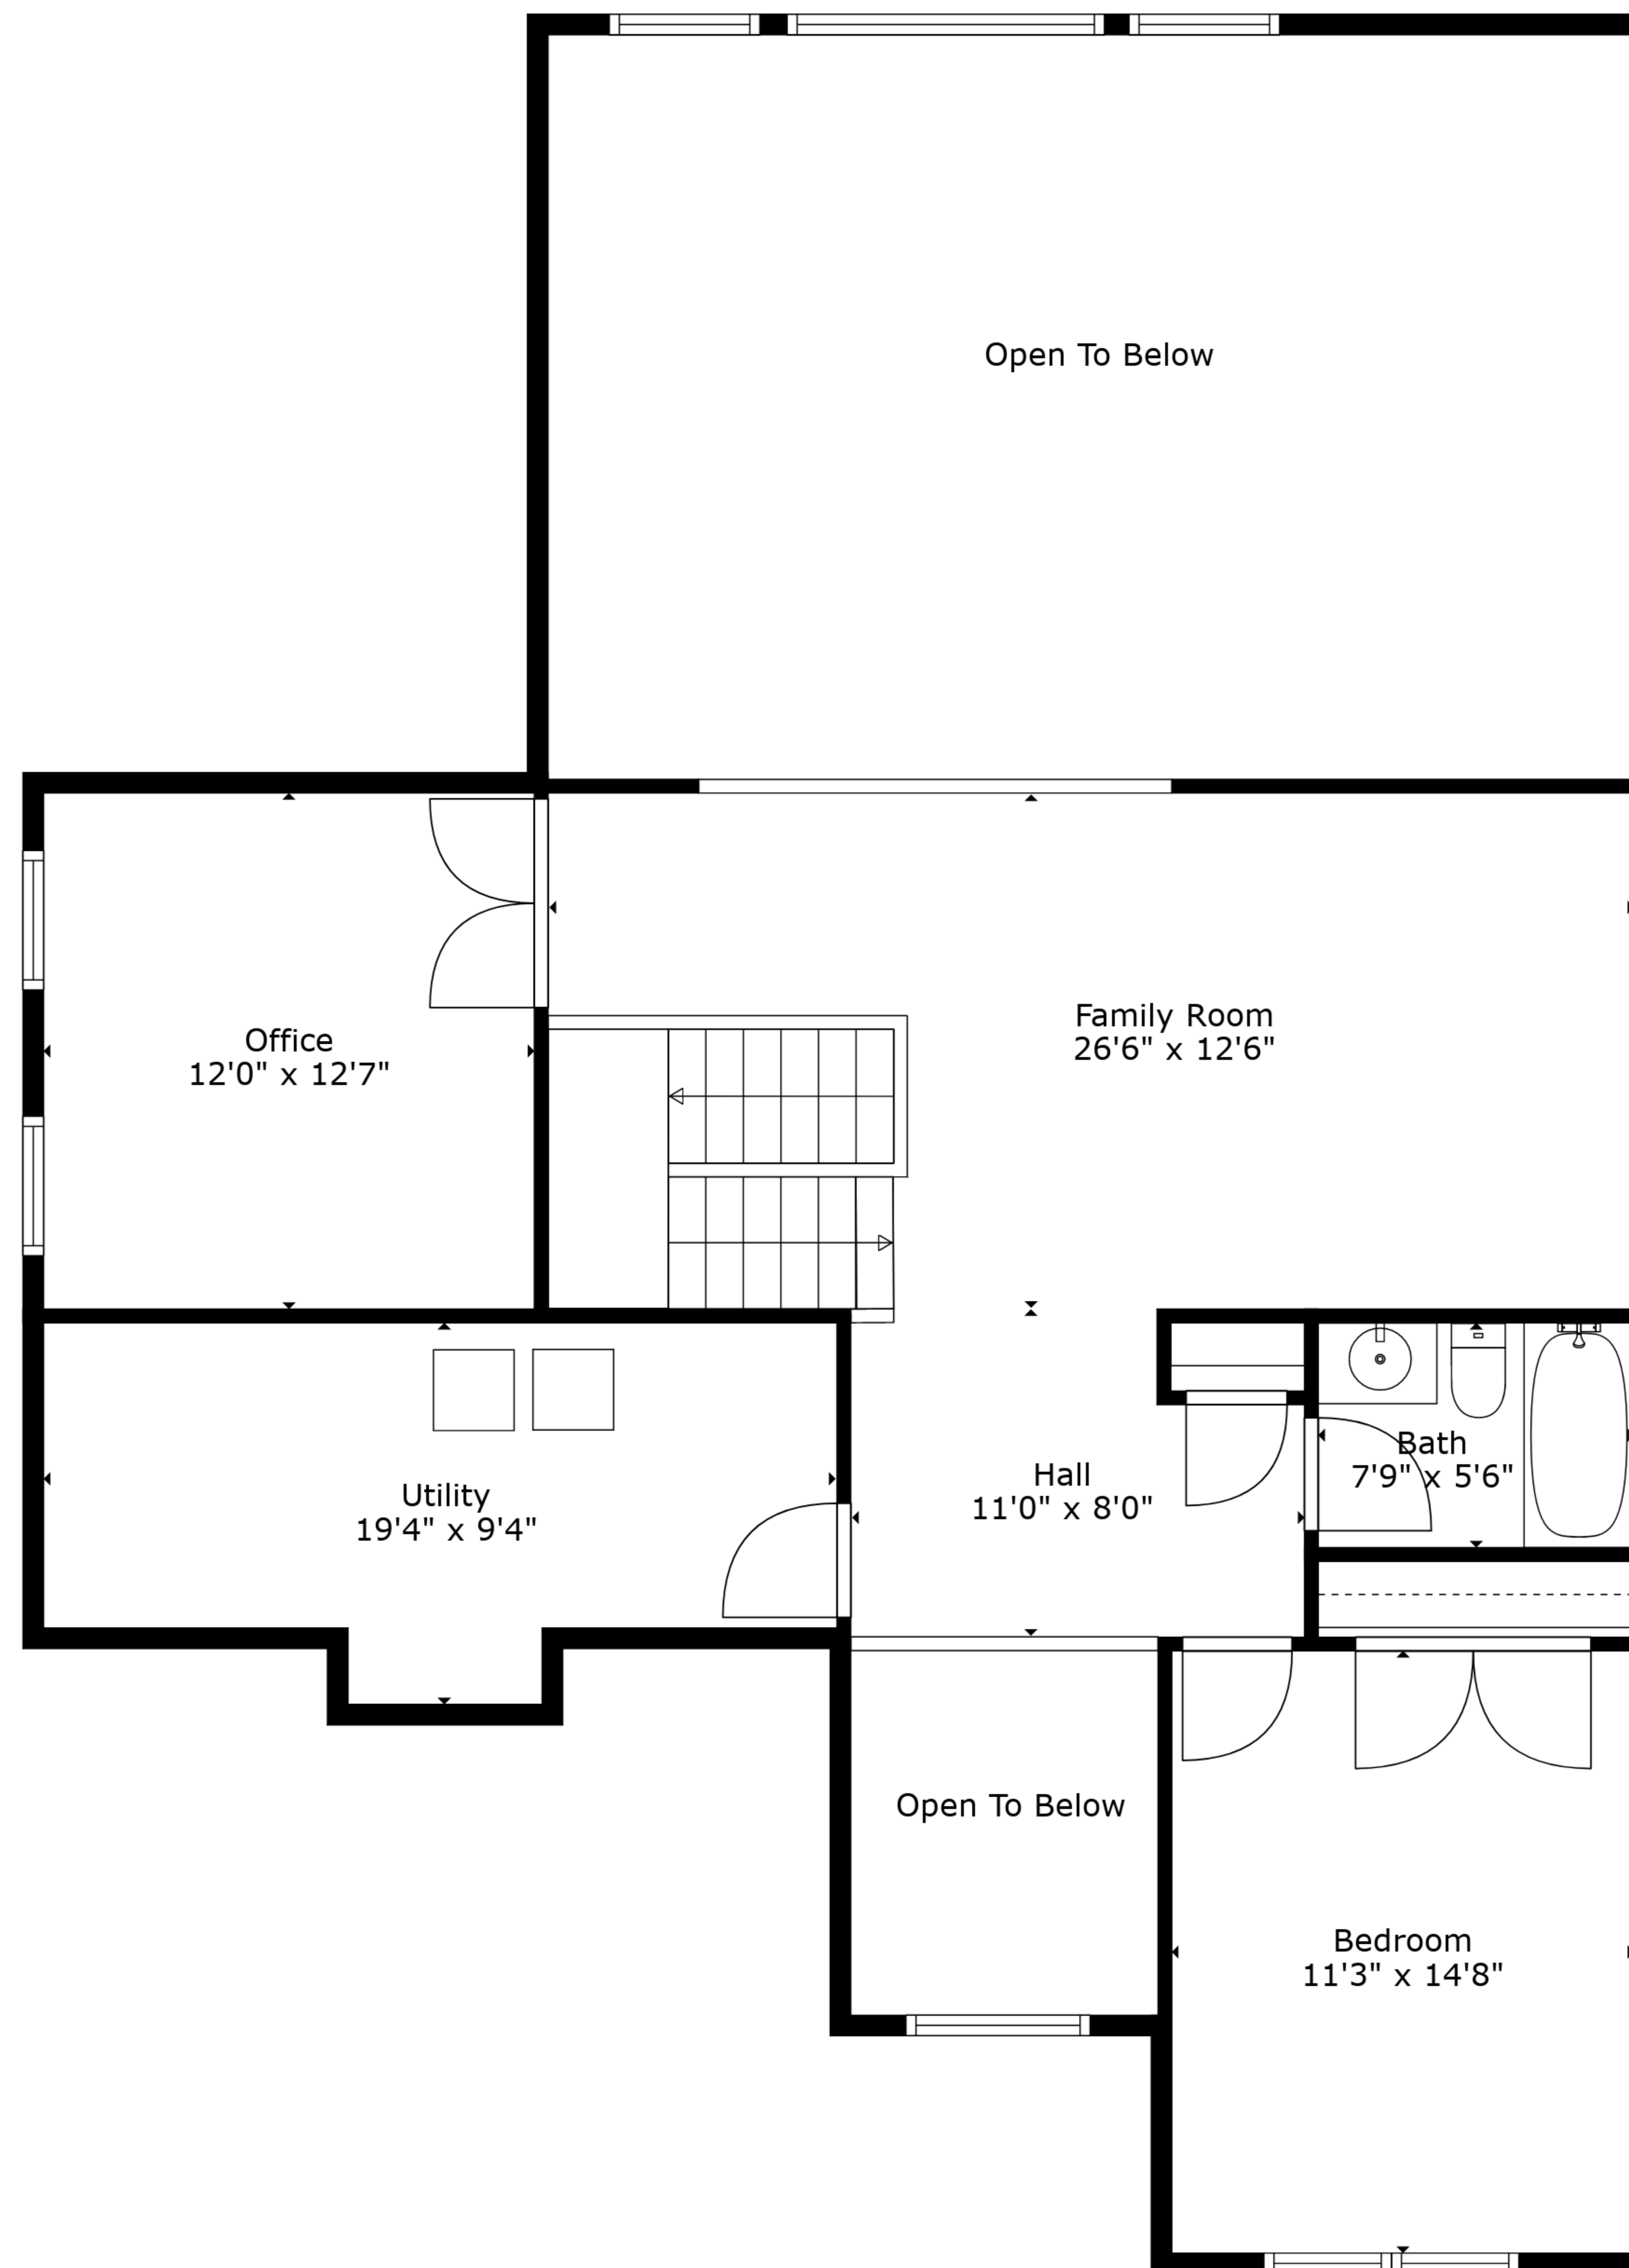 Open To Below
Family Room
26'6" x 12'6"
Office
12'0" x 12'7"
Bath
7'9" x 5'6"
Hall
11'0" x 8'0"
Utility
19'4" x 9'4"
Open To Below
Bedroom
11'3" x 14'8"